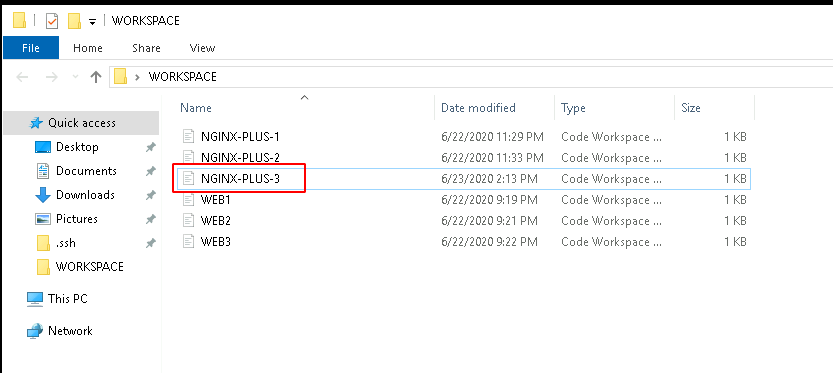 WORKSPACE
File Home Share View
WORKSPACE
Name Date modified Type Size
Quick access
Desktop
Documents
Downloads
Pictures
.ssh
WORKSPACE
This PC
Network
NGINX-PLUS-1 6/22/2020 11:29 PM Code Workspace ... 1 KB
NGINX-PLUS-2 6/22/2020 11:33 PM Code Workspace ... 1 KB
NGINX-PLUS-3 6/23/2020 2:13 PM Code Workspace ... 1 KB
WEB1 6/22/2020 9:19 PM Code Workspace ... 1 KB
WEB2 6/22/2020 9:21 PM Code Workspace ... 1 KB
WEB3 6/22/2020 9:22 PM Code Workspace ... 1 KB